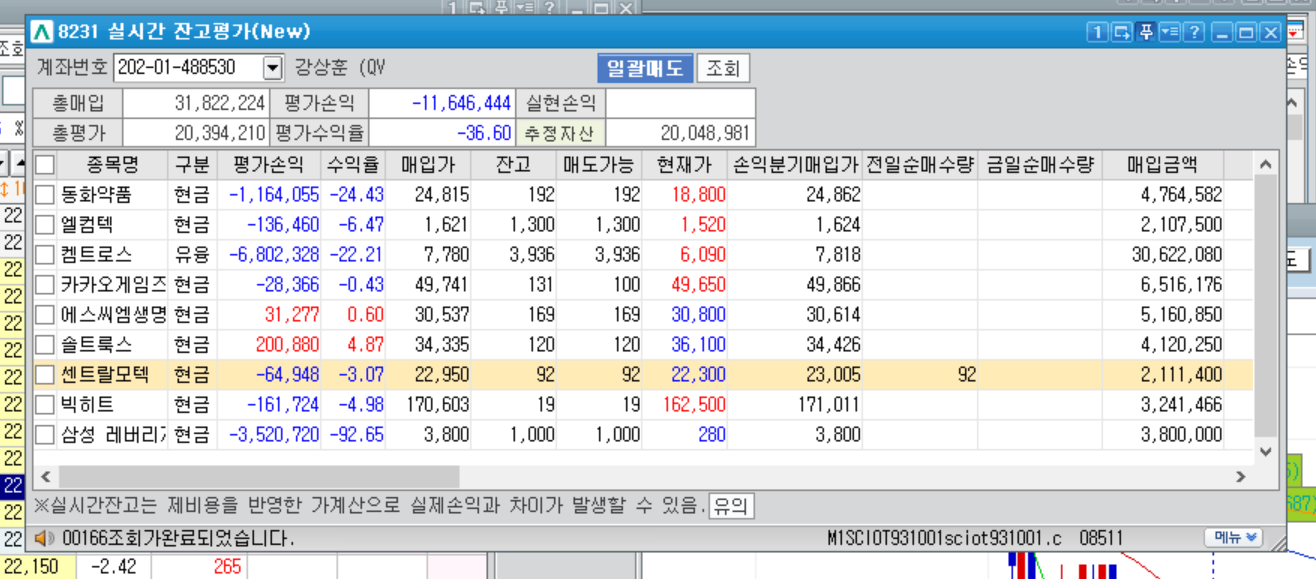 8231 실시간 잔고평가(New)
계좌번호 202-01-488530 강상훈 (QV 일괄매도 조회
총매입 31,822,224 평가손익 -11,646,444 실현손익
총평가 20,394,210 평가수익율 -36.60 추정자산 20,048,981
종목명 구분 평가손익 수익율 매입가 잔고 매도가능 현재가 손익분기매입가 전일순매수량 금일순매수량 매입금액
동화약품 현금 -1,164,055 -24.43 24,815 192 192 18,800 24,862 4,764,582
엘컴텍 현금 -136,460 -6.47 1,621 1,300 1,300 1,520 1,624 2,107,500
켐트로스 유융 -6,802,328 -22.21 7,780 3,936 3,936 6,090 7,818 30,622,080
카카오게임즈 현금 -28,366 -0.43 49,741 131 100 49,650 49,866 6,516,176
에스씨엠생명 현금 31,277 0.60 30,537 169 169 30,800 30,614 5,160,850
솔트룩스 현금 200,880 4.87 34,335 120 120 36,100 34,426 4,120,250
센트랄모텍 현금 -64,948 -3.07 22,950 92 92 22,300 23,005 92 2,111,400
빅히트 현금 -161,724 -4.98 170,603 19 19 162,500 171,011 3,241,466
삼성 레버리 현금 -3,520,720 -92.65 3,800 1,000 1,000 280 3,800 3,800,000
※실시간잔고는 제비용을 반영한 가계산으로 실제손익과 차이가 발생할 수 있음. 유의
00166조회가완료되었습니다. M1SCIOT931001sciot931001.c 08511 메뉴
22,150 -2.42 265